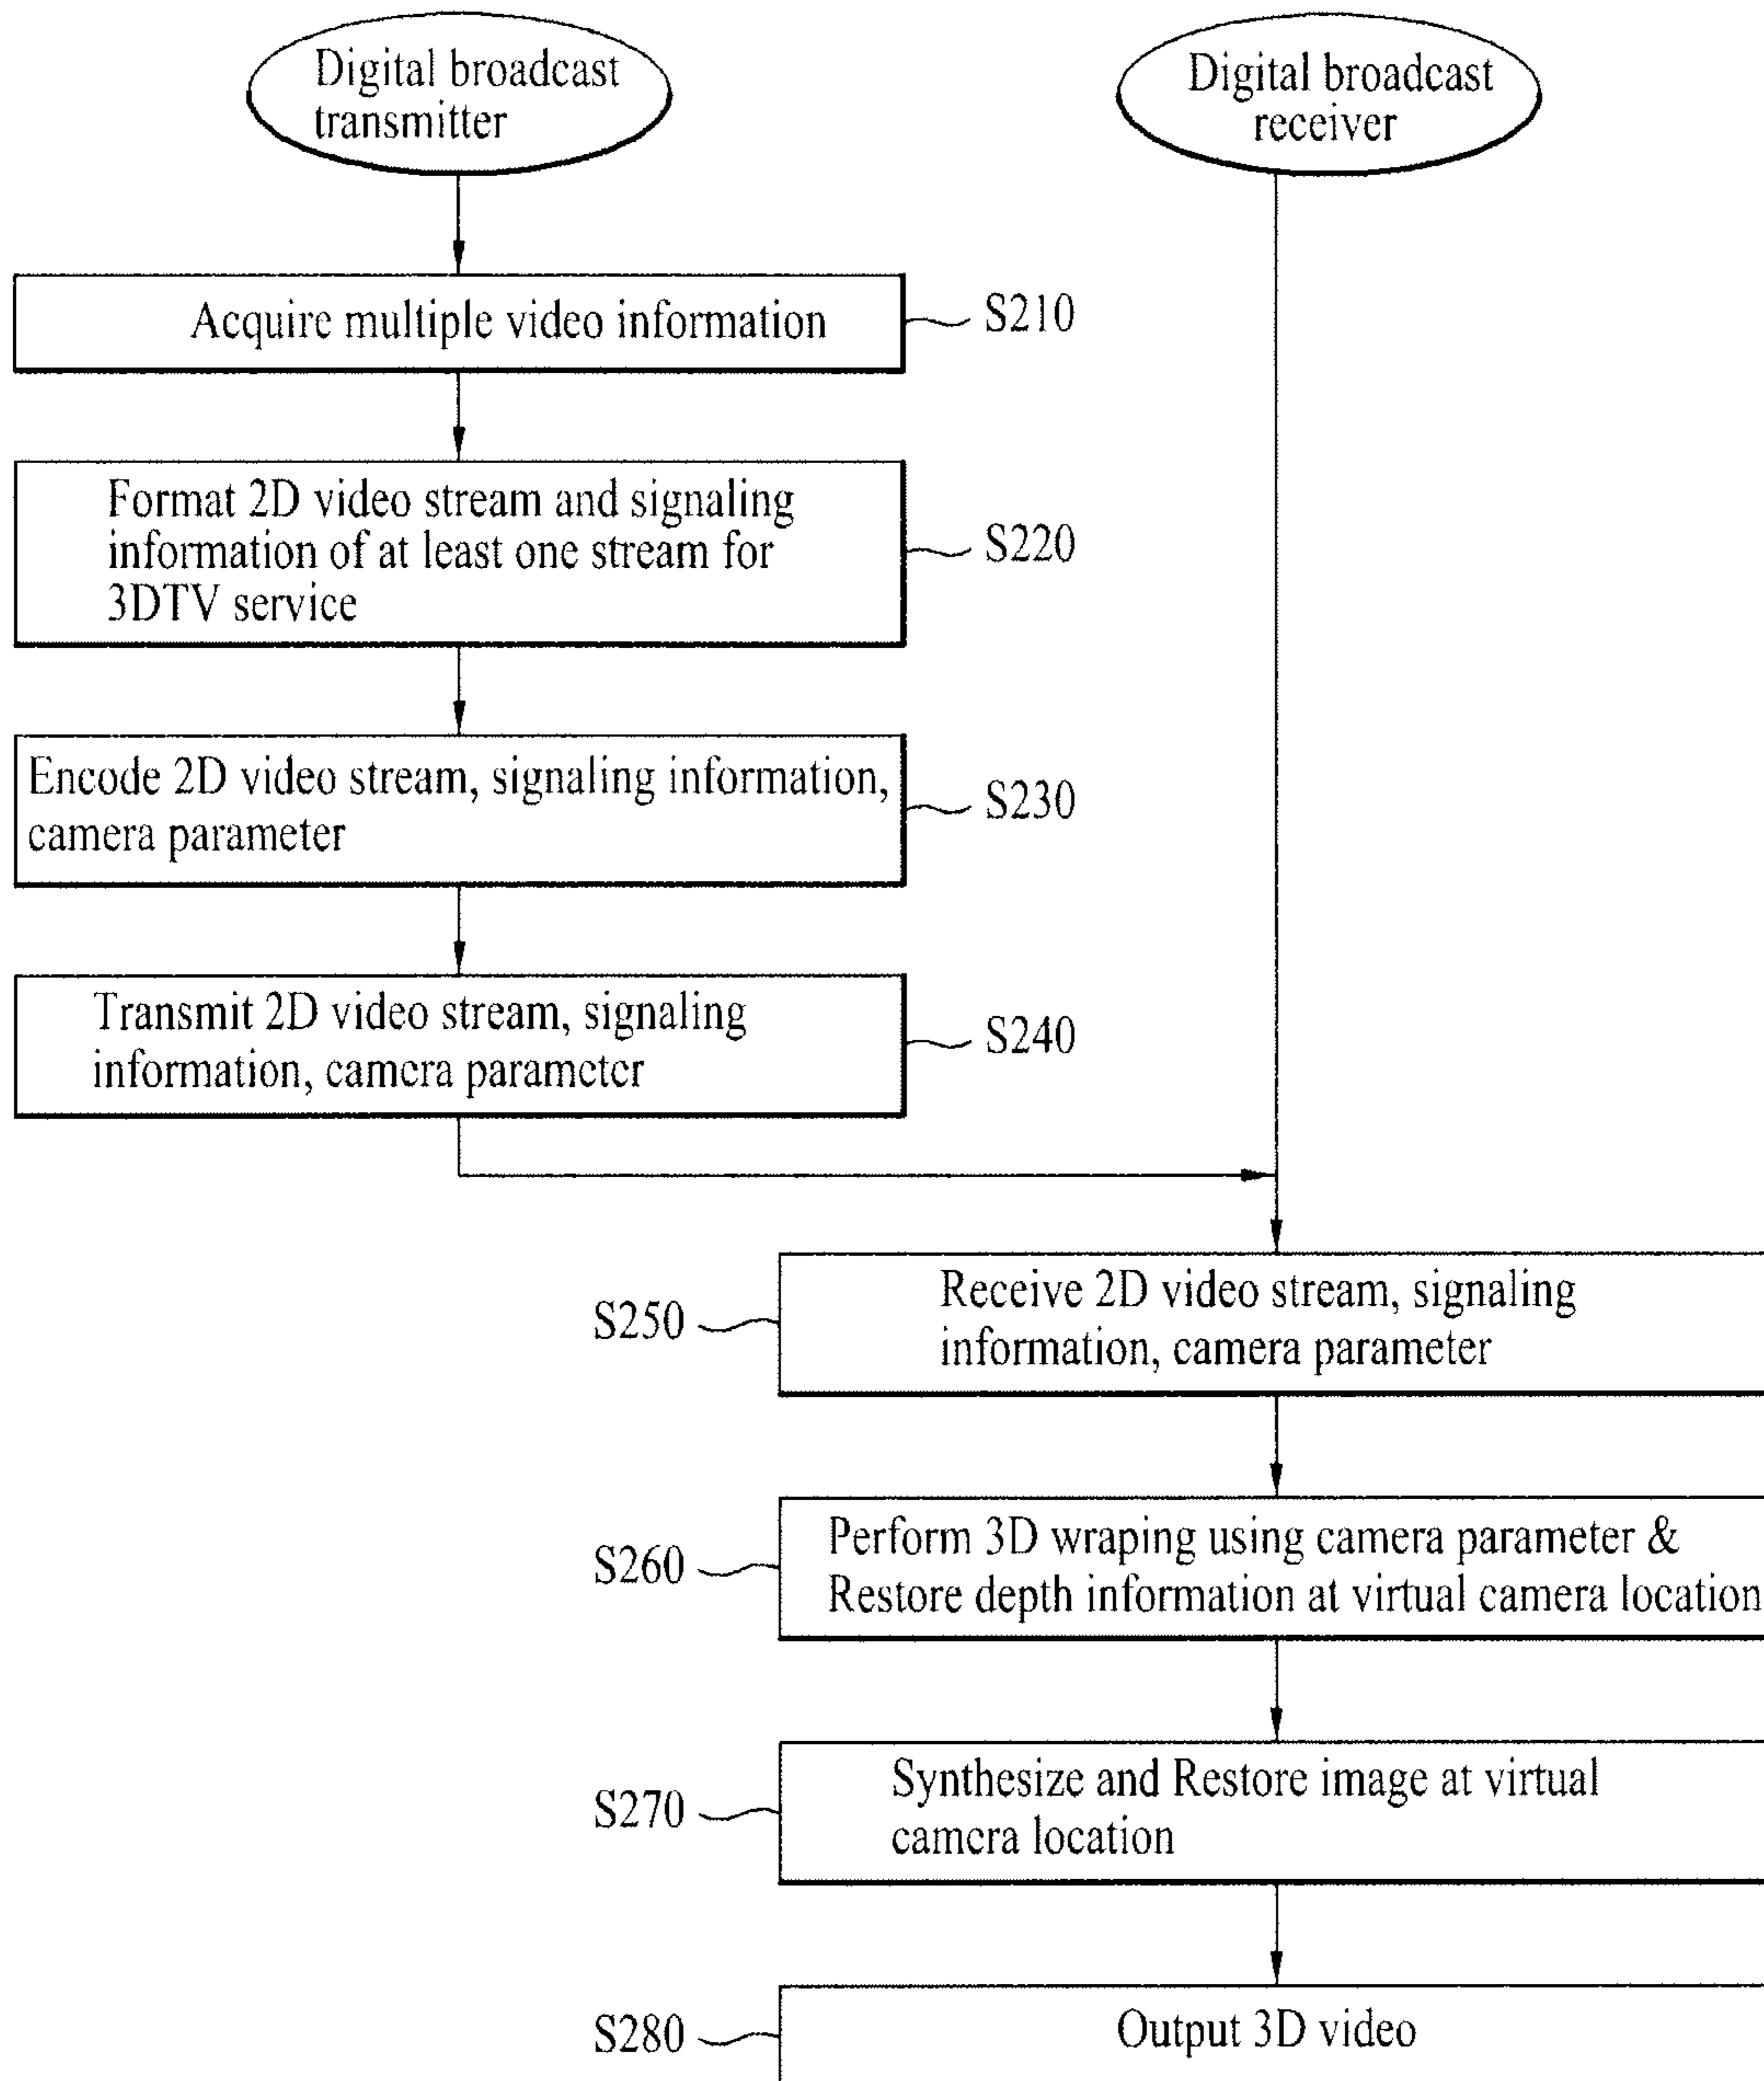 Digital broadcast
transmitter
Digital broadcast
receiver
Acquire multiple video information
S210
Format 2D video stream and signaling
information of at least one stream for
3DTV service
S220
Encode 2D video stream, signaling information,
camera parameter
S230
Transmit 2D video stream, signaling
information, camera parameter
S240
S250
Receive 2D video stream, signaling
information, camera parameter
S260
Perform 3D wraping using camera parameter &
Restore depth information at virtual camera location
S270
Synthesize and Restore image at virtual
camera location
S280
Output 3D video